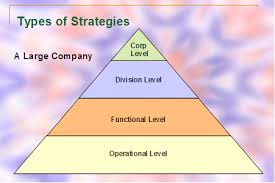 Types of Strategies
A Large Company
Corp
Level
Division Level
Functional Level
Operational Level